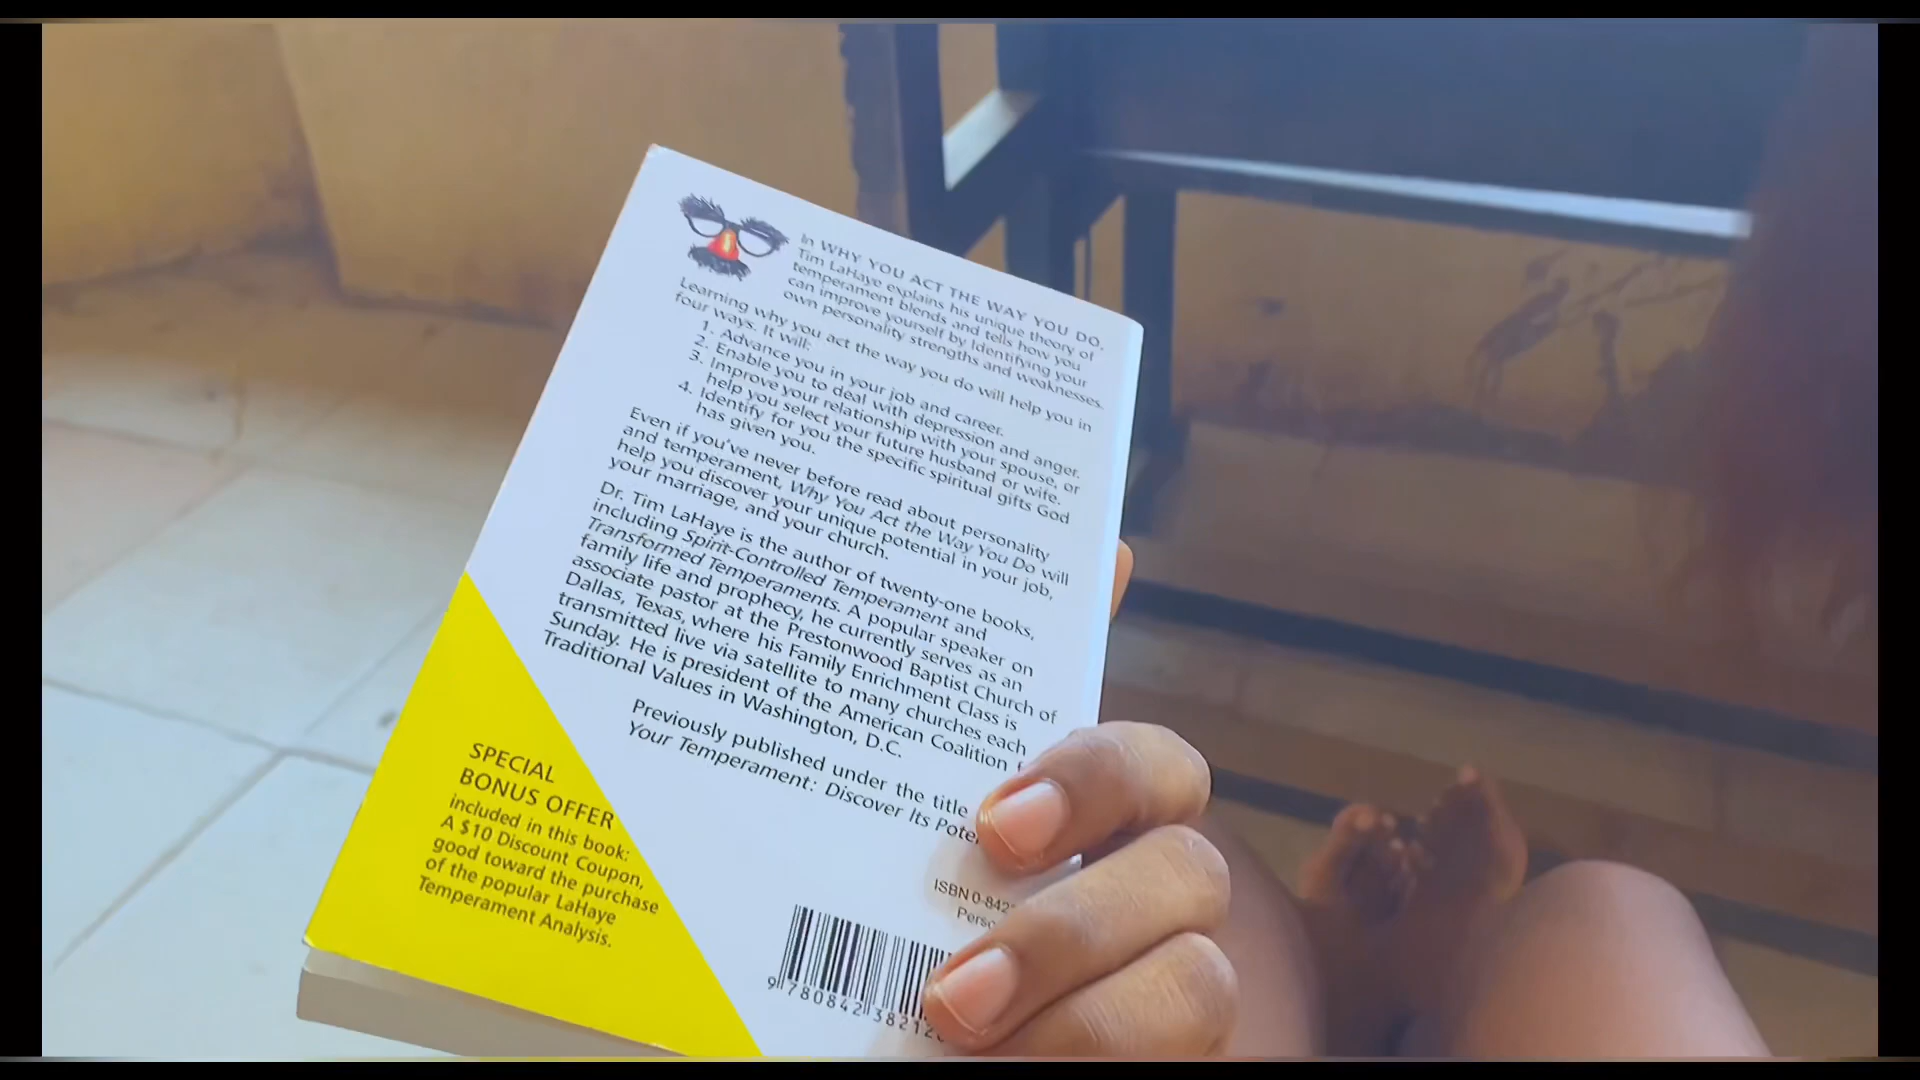 In WHY YOU ACT THE WAY YOU DO,
Tim LaHaye explains his unique theory of
temperament blends and tells how you
can improve yourself by identifying your
own personality strengths and weaknesses.
Learning why you act the way you do will help you in
four ways. It will:
1. Advance you in your job and career.
2. Enable you to deal with depression and anger.
3. Improve your relationship with your spouse, or
help you select your future husband or wife.
4. Identify for you the specific spiritual gifts God
has given you.
Even if you've never before read about personality
and temperament, Why You Act the Way You Do will
help you discover your unique potential in your job,
your marriage, and your church.
Dr. Tim LaHaye is the author of twenty-one books,
including Spirit-Controlled Temperament and
Transformed Temperaments. A popular speaker on
family life and prophecy, he currently serves as an
associate pastor at the Prestonwood Baptist Church of
Dallas, Texas, where his Family Enrichment Class is
transmitted live via satellite to many churches each
Sunday. He is president of the American Coalition
Traditional Values in Washington, D.C.
Previously published under the title
Your Temperament: Discover Its
SPECIAL
BONUS OFFER
included in this book:
A $10 Discount Coupon,
good toward the purchase
of the popular LaHaye
Temperament Analysis.
ISBN 0-842
9 780842 38212